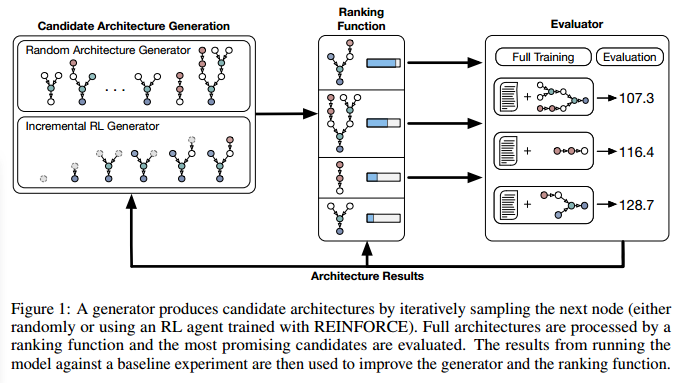 Candidate Architecture Generation
Random Architecture Generator
. . .
Incremental RL Generator
Ranking
Function
Evaluator
Full Training
Evaluation
+
107.3
+
116.4
+
128.7
Architecture Results
Figure 1: A generator produces candidate architectures by iteratively sampling the next node (either
randomly or using an RL agent trained with REINFORCE). Full architectures are processed by a
ranking function and the most promising candidates are evaluated. The results from running the
model against a baseline experiment are then used to improve the generator and the ranking function.